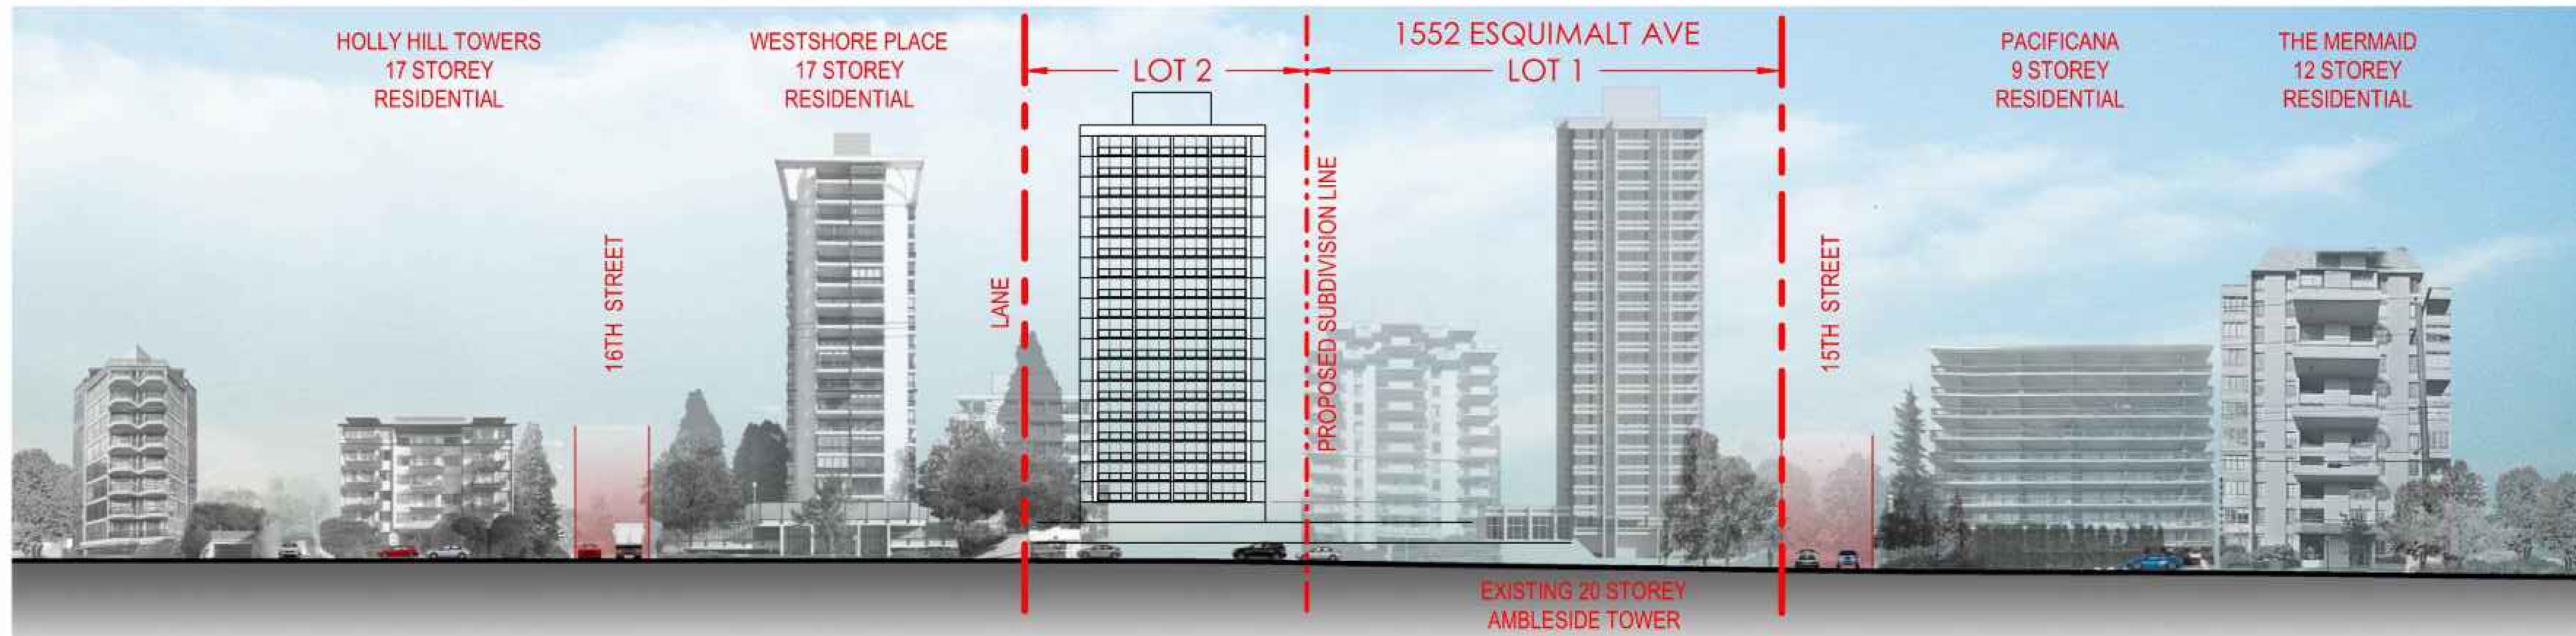 HOLLY HILL TOWERS
17 STOREY
RESIDENTIAL
16TH STREET
WESTSHORE PLACE
17 STOREY
RESIDENTIAL
LANE
LOT 2
PROPOSED SUBDIVISION LINE
1552 ESQUIMALT AVE
LOT 1
EXISTING 20 STOREY
AMBLESIDE TOWER
15TH STREET
PACIFICANA
9 STOREY
RESIDENTIAL
THE MERMAID
12 STOREY
RESIDENTIAL